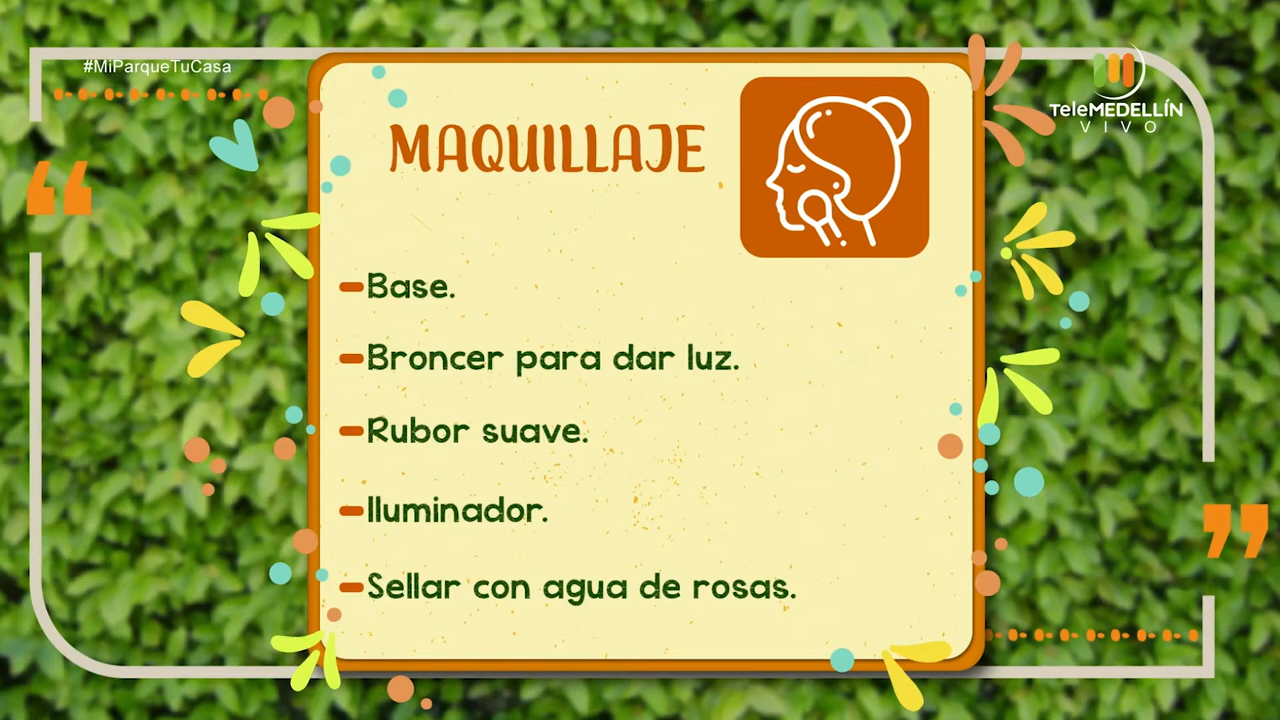 #MiParqueTuCasa
TeleMEDELLÍN
VIVO
MAQUILLAJE
Base.
Broncer para dar luz.
Rubor suave.
Iluminador.
Sellar con agua de rosas.